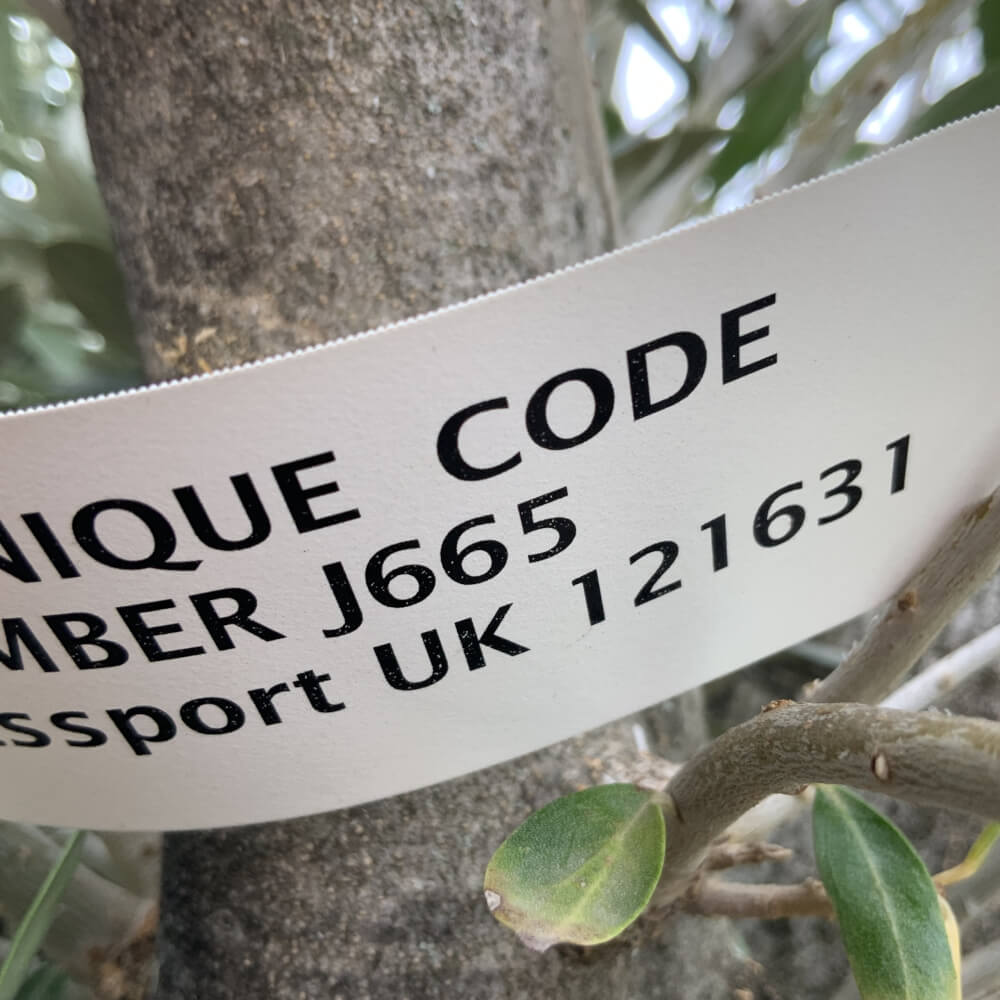 NIQUE CODE
MBER J665
ssport UK 121631